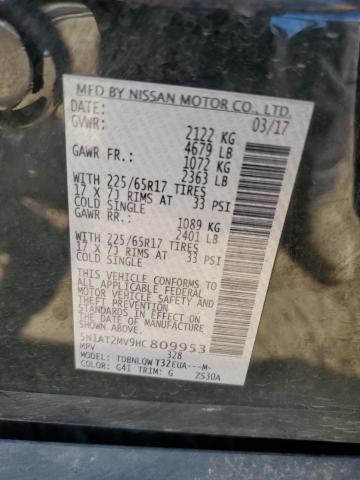 MFD BY NISSAN MOTOR CO., LTD.
DATE: 03/17
GVWR: 2122 KG
4679 LB
GAWR FR.: 1072 KG
2363 LB
WITH 225/65R17 TIRES
17 X 7J RIMS AT 33 PSI
COLD SINGLE
GAWR RR.: 1089 KG
2401 LB
WITH 225/65R17 TIRES
17 X 7J RIMS AT 33 PSI
COLD SINGLE
THIS VEHICLE CONFORMS TO
ALL APPLICABLE FEDERAL
MOTOR VEHICLE SAFETY AND
THEFT PREVENTION STANDARDS
IN EFFECT ON THE DATE OF
MANUFACTURE SHOWN ABOVE.
5N1AT2MV9HC809953
MPV 328
MODEL: TDBNLQWT32EUA---M-
COLOR: G41 TRIM: G 2S30A